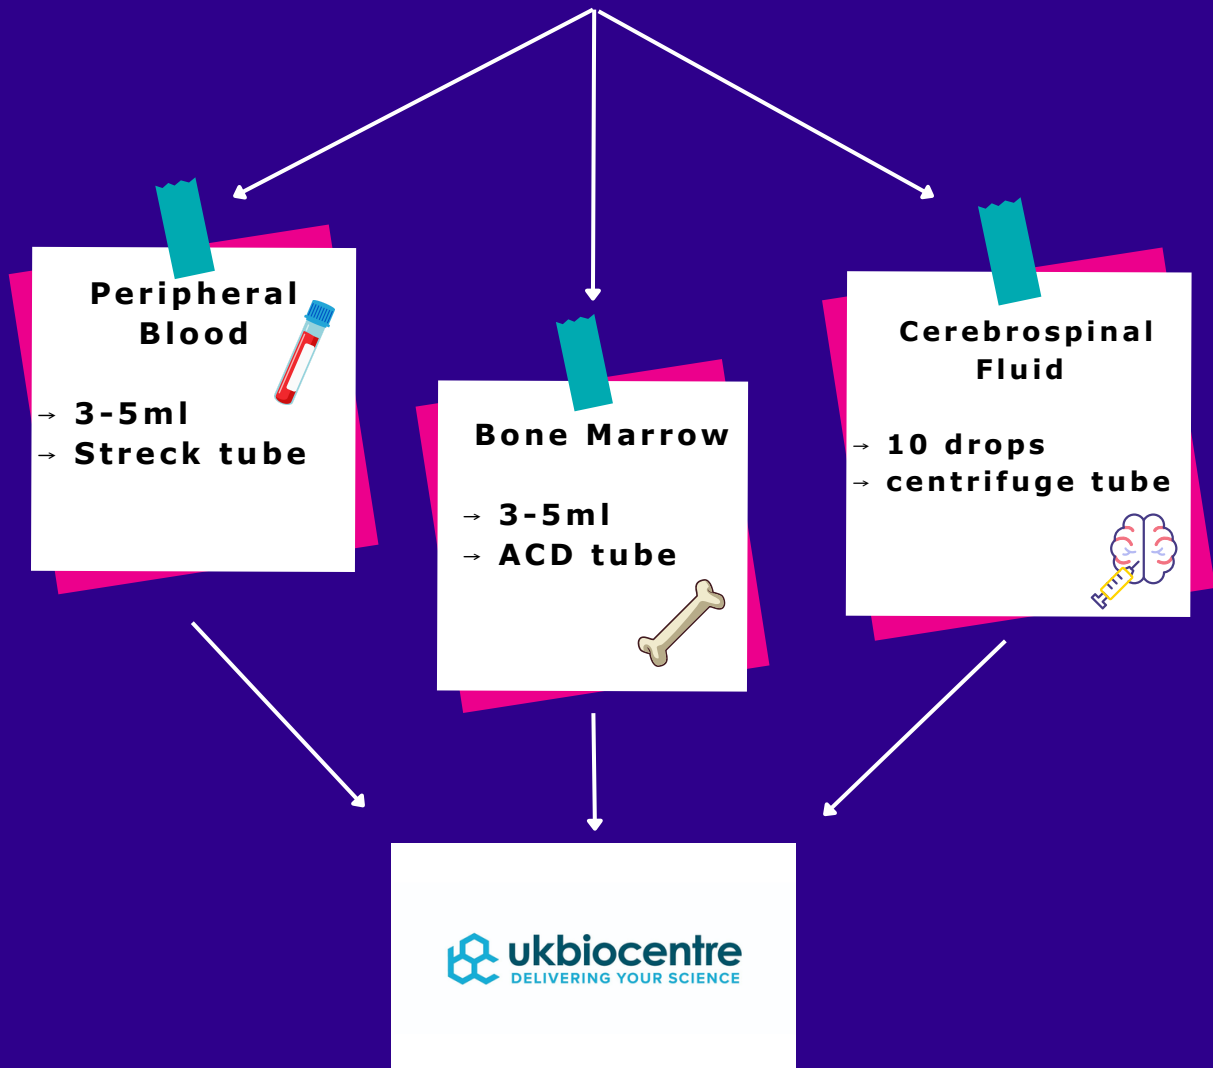 Peripheral
Blood
→ 3-5ml
→ Streck tube
Bone Marrow
→ 3-5ml
→ ACD tube
Cerebrospinal
Fluid
→ 10 drops
→ centrifuge tube
ukbiocentre
DELIVERING YOUR SCIENCE